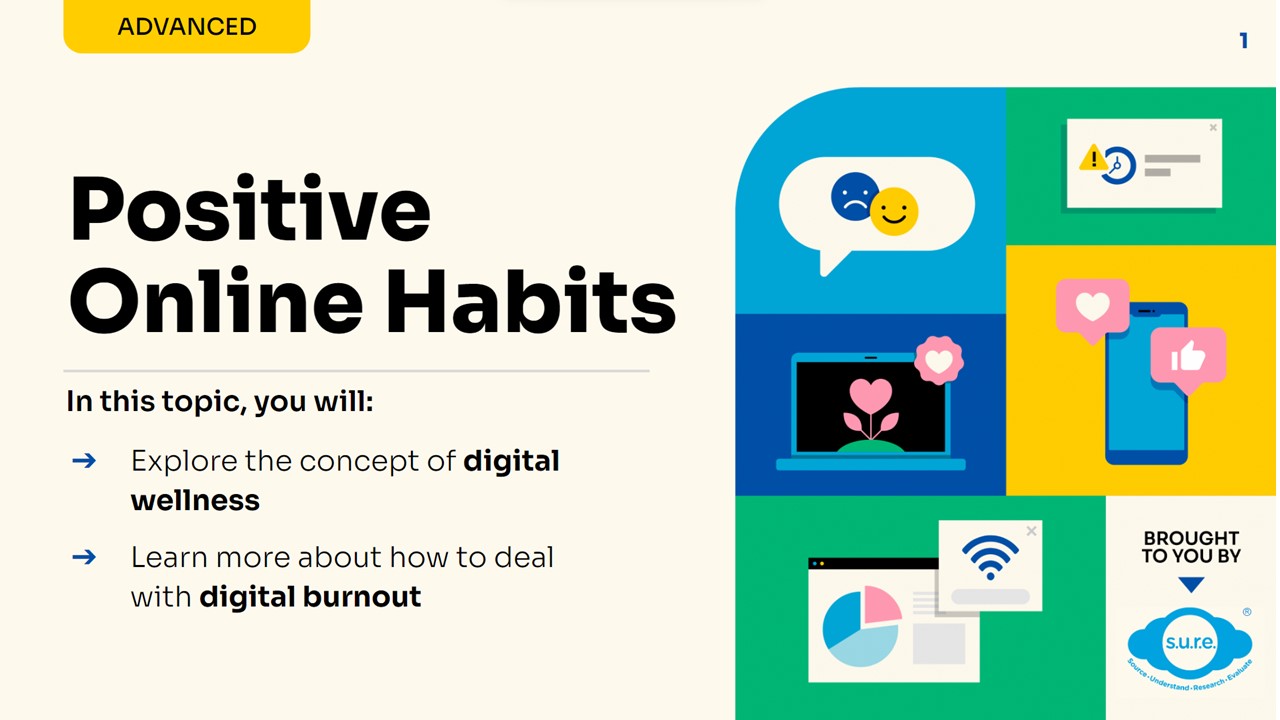 ADVANCED
1
Positive
Online Habits
In this topic, you will:
➔ Explore the concept of digital
wellness
➔ Learn more about how to deal
with digital burnout
BROUGHT
TO YOU BY
s.u.r.e.
®
Source • Understand • Research • Evaluate